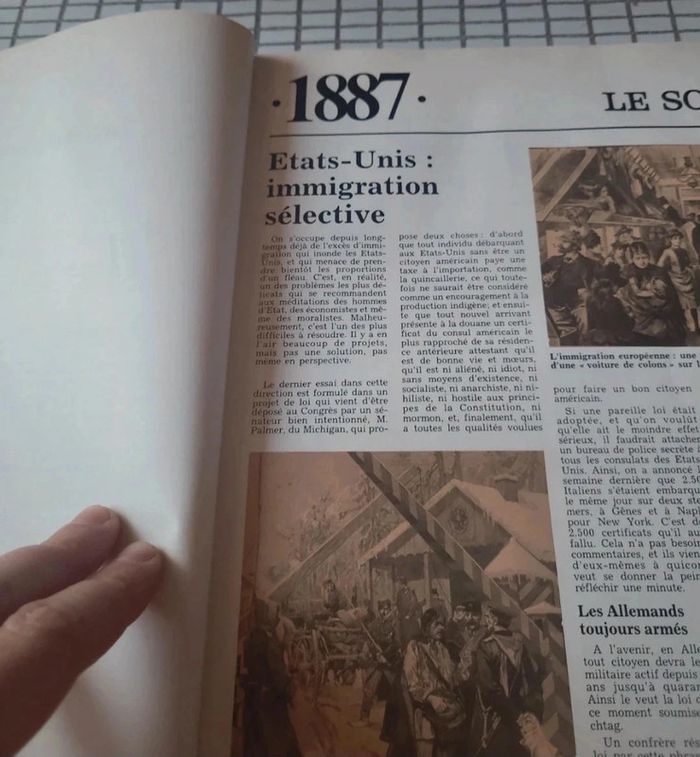 · 1887 ·
LE SO
Etats-Unis :
immigration
sélective
On s'occupe depuis long-
temps déjà de l'excès d'immi-
gration qui inonde les Etats-
Unis, et qui menace de pren-
dre bientôt les proportions
d'un fléau. C'est, en réalité,
un des problèmes les plus dé-
licats qui se recommandent
aux méditations des hommes
d'Etat, des économistes et mê-
me des moralistes. Malheu-
reusement, c'est l'un des plus
difficiles à résoudre. Il y a en
l'air beaucoup de projets,
mais pas une solution, pas
même en perspective.
Le dernier essai dans cette
direction est formulé dans un
projet de loi qui vient d'être
déposé au Congrès par un sé-
nateur bien intentionné, M.
Palmer, du Michigan, qui pro-
pose deux choses : d'abord
que tout individu débarquant
aux Etats-Unis sans être un
citoyen américain paye une
taxe à l'importation, comme
la quincaillerie, ce qui toute-
fois ne saurait être considéré
comme un encouragement à la
production indigène; et ensui-
te que tout nouvel arrivant
présente à la douane un certi-
ficat du consul américain le
plus rapproché de sa résiden-
ce antérieure attestant qu'il
est de bonne vie et mœurs,
qu'il n'est ni aliéné, ni idiot, ni
sans moyens d'existence, ni
socialiste, ni anarchiste, ni ni-
hiliste, ni hostile aux princi-
pes de la Constitution, ni
mormon, et, finalement, qu'il
a toutes les qualités voulues
L'immigration européenne : une
d'une « voiture de colons » sur l
pour faire un bon citoyen
américain.
Si une pareille loi était
adoptée, et qu'on voulût
qu'elle ait le moindre effet
sérieux, il faudrait attacher
un bureau de police secrète
tous les consulats des Etats
Unis. Ainsi, on a annoncé l
semaine dernière que 2.50
Italiens s'étaient embarqu
le même jour sur deux ste
mers, à Gênes et à Napl
pour New York. C'est d
2.500 certificats qu'il au
fallu. Cela n'a pas besoin
commentaires, et ils vien
d'eux-mêmes à quicon
veut se donner la pei
réfléchir une minute.
Les Allemands
toujours armés
A l'avenir, en Alle
tout citoyen devra le
militaire actif depuis
ans jusqu'à quaran
Ainsi le veut la loi q
ce moment soumise
chtag.
Un confrère rés
loi par cette phras